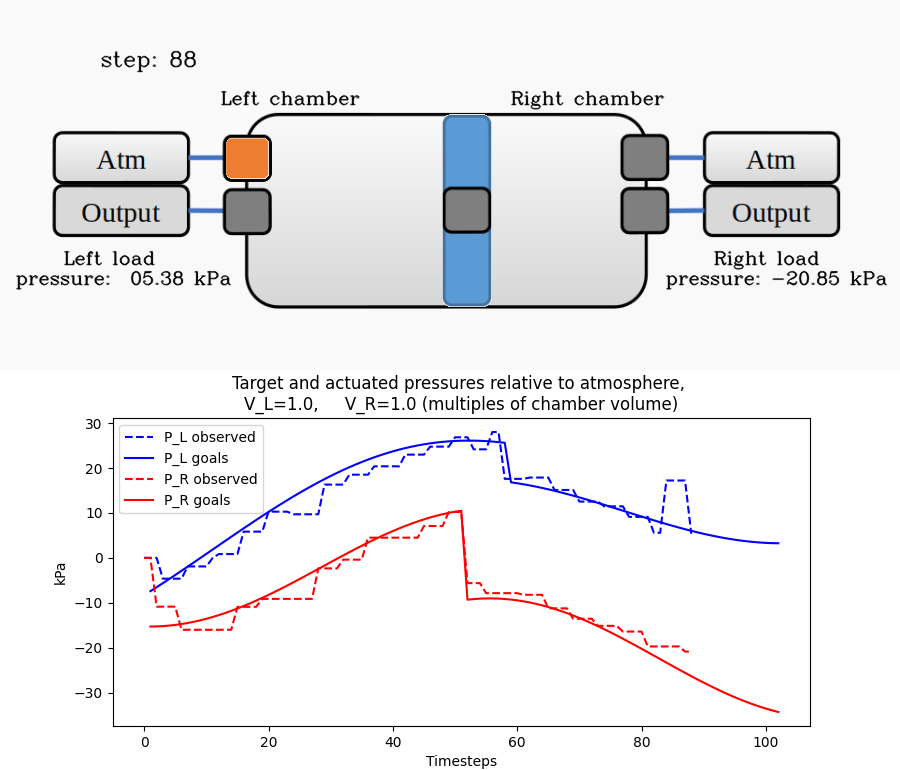 step: 88
Left chamber
Right chamber
Atm
Atm
Output
Output
Left load
pressure: 05.38 kPa
Right load
pressure: −20.85 kPa
Target and actuated pressures relative to atmosphere,
V_L=1.0, V_R=1.0 (multiples of chamber volume)
P_L observed
P_L goals
P_R observed
P_R goals
30
20
10
0
−10
−20
−30
kPa
0
20
40
60
80
100
Timesteps